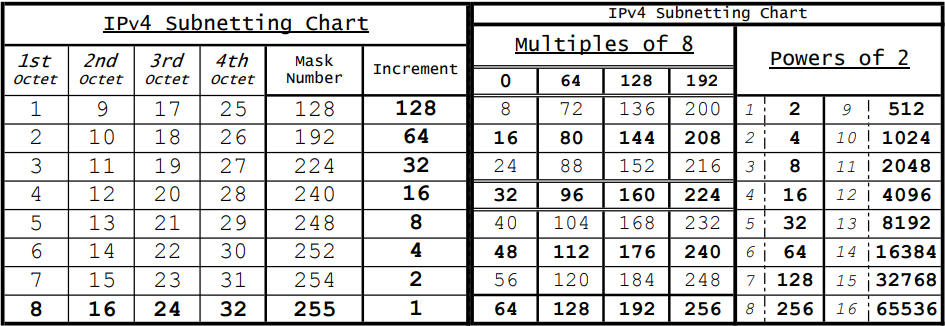 IPv4 Subnetting Chart
1st Octet 2nd Octet 3rd Octet 4th Octet Mask Number Increment
1 9 17 25 128 128
2 10 18 26 192 64
3 11 19 27 224 32
4 12 20 28 240 16
5 13 21 29 248 8
6 14 22 30 252 4
7 15 23 31 254 2
8 16 24 32 255 1
IPv4 Subnetting Chart
Multiples of 8
0 64 128 192
8 72 136 200
16 80 144 208
24 88 152 216
32 96 160 224
40 104 168 232
48 112 176 240
56 120 184 248
64 128 192 256
Powers of 2
1 2 9 512
2 4 10 1024
3 8 11 2048
4 16 12 4096
5 32 13 8192
6 64 14 16384
7 128 15 32768
8 256 16 65536